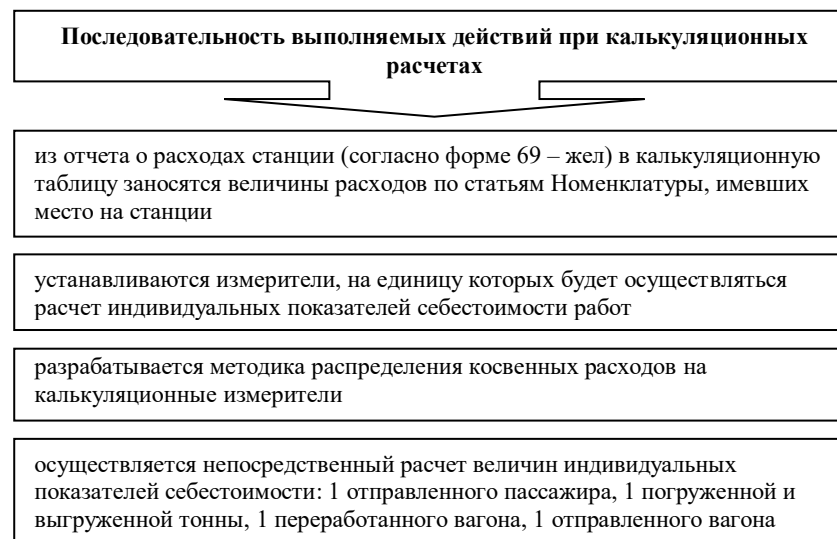 Последовательность выполняемых действий при калькуляционных
расчетах
из отчета о расходах станции (согласно форме 69 – жел) в калькуляционную
таблицу заносятся величины расходов по статьям Номенклатуры, имевших
место на станции
устанавливаются измерители, на единицу которых будет осуществляться
расчет индивидуальных показателей себестоимости работ
разрабатывается методика распределения косвенных расходов на
калькуляционные измерители
осуществляется непосредственный расчет величин индивидуальных
показателей себестоимости: 1 отправленного пассажира, 1 погруженной и
выгруженной тонны, 1 переработанного вагона, 1 отправленного вагона